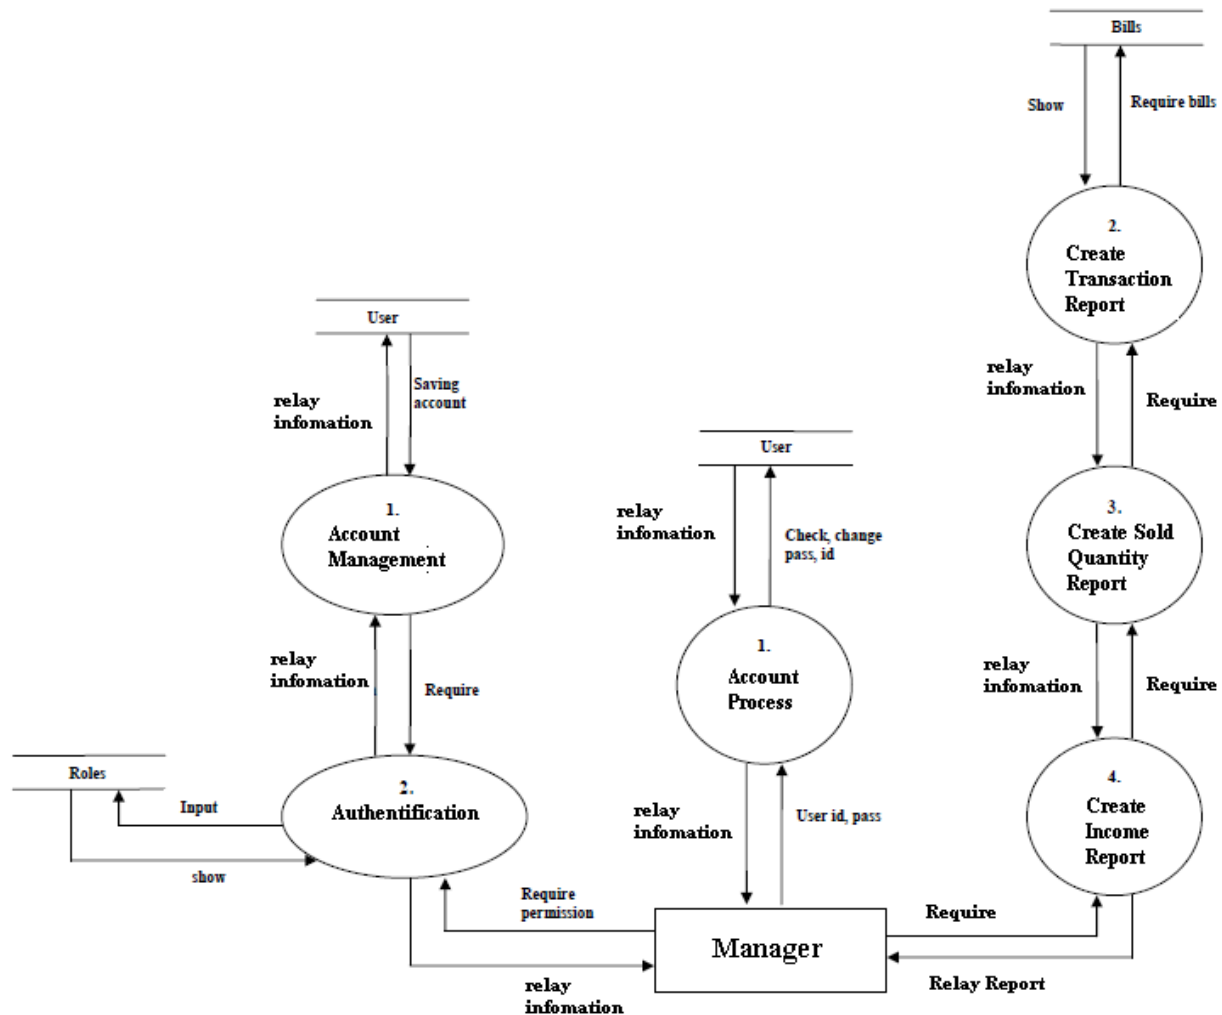 Bills
Show
Require bills
2.
Create
Transaction
Report
User
relay
infomation
Saving
account
relay
infomation
Require
User
1.
Account
Management
relay
infomation
Check, change
pass, id
3.
Create Sold
Quantity
Report
relay
infomation
Require
1.
Account
Process
relay
infomation
Require
Roles
Input
show
2.
Authentification
relay
infomation
User id, pass
4.
Create
Income
Report
Require
permission
Manager
Require
relay
infomation
Relay Report